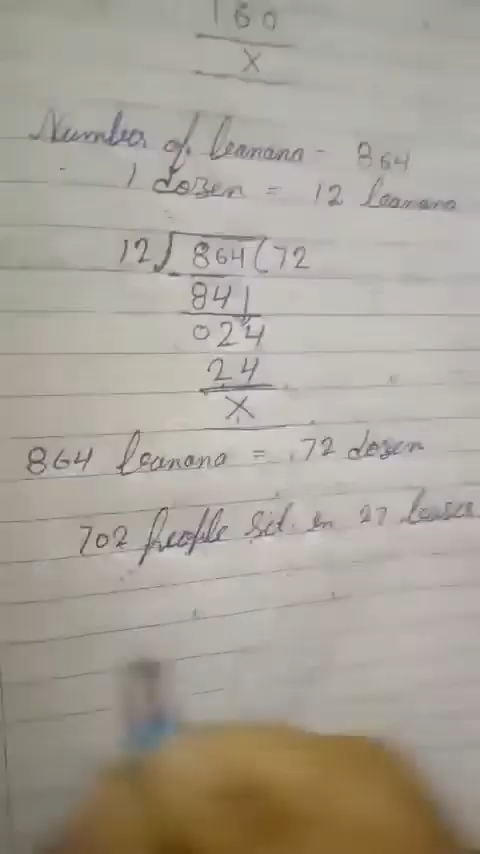 160
X
Number of banana - 864
1 dozen = 12 banana
12) 864 (72
84↓
024
24
X
864 banana = 72 dozen
702 people sit in 27 buses